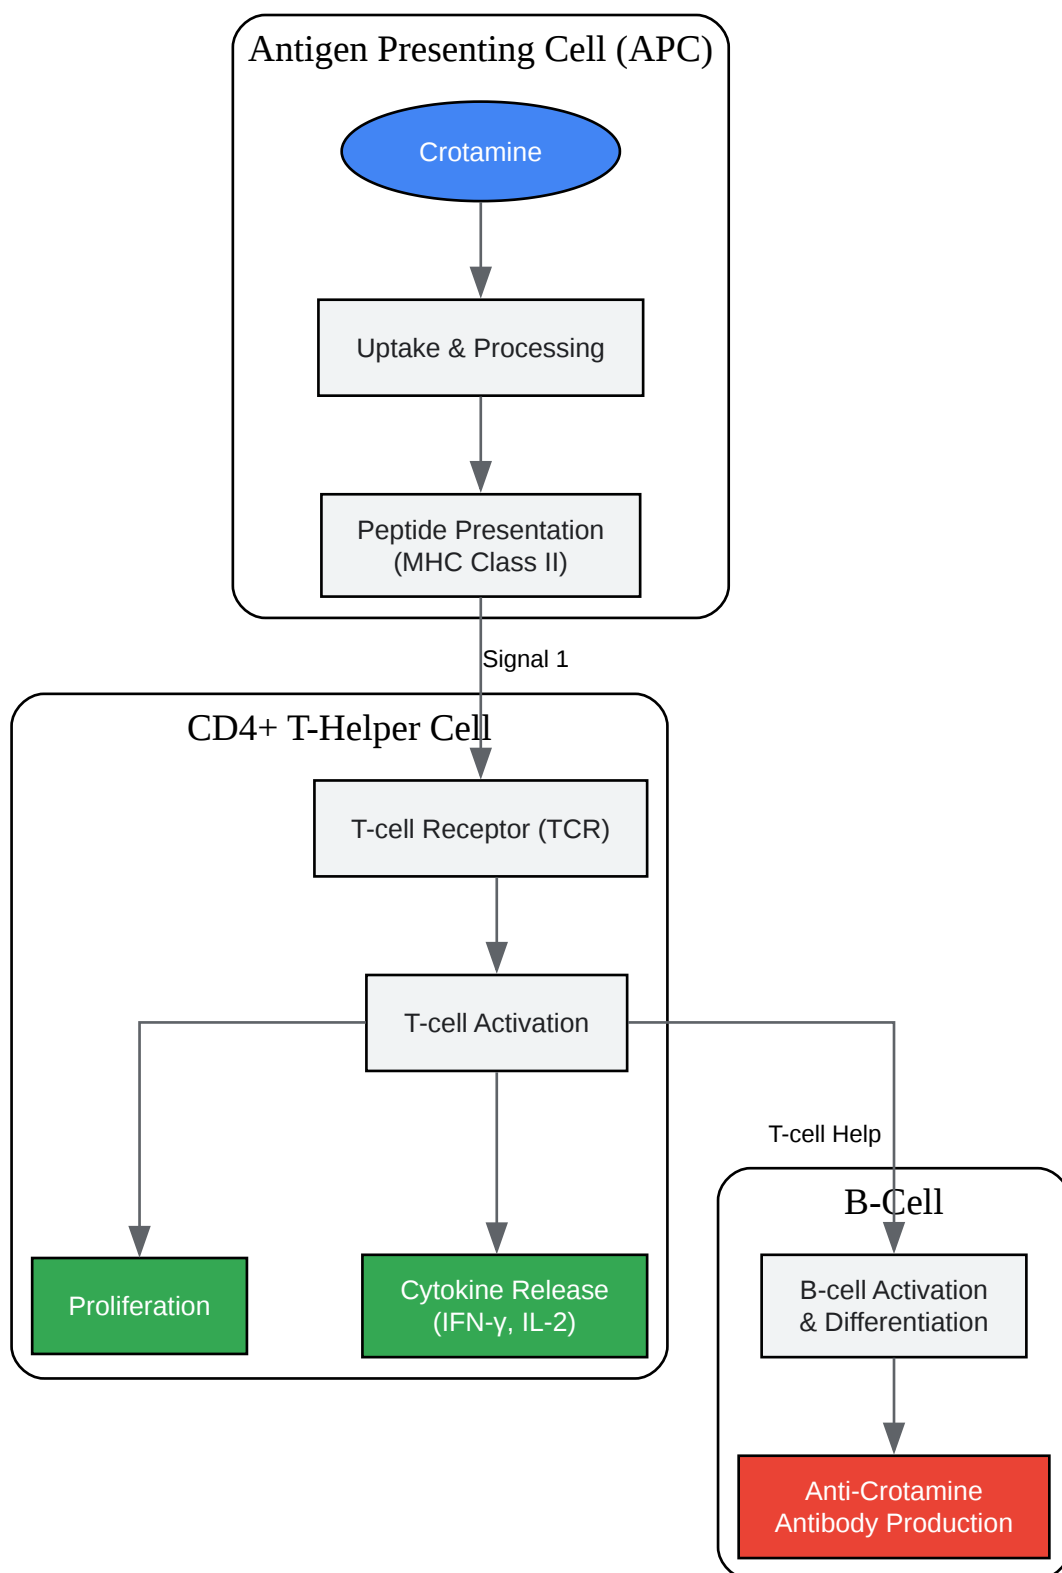 Antigen Presenting Cell (APC)
Crotamine
Uptake & Processing
Peptide Presentation
(MHC Class II)
Signal 1
CD4+ T-Helper Cell
T-cell Receptor (TCR)
T-cell Activation
T-cell Help
B-Cell
Proliferation
Cytokine Release
(IFN-γ, IL-2)
B-cell Activation
& Differentiation
Anti-Crotamine
Antibody Production